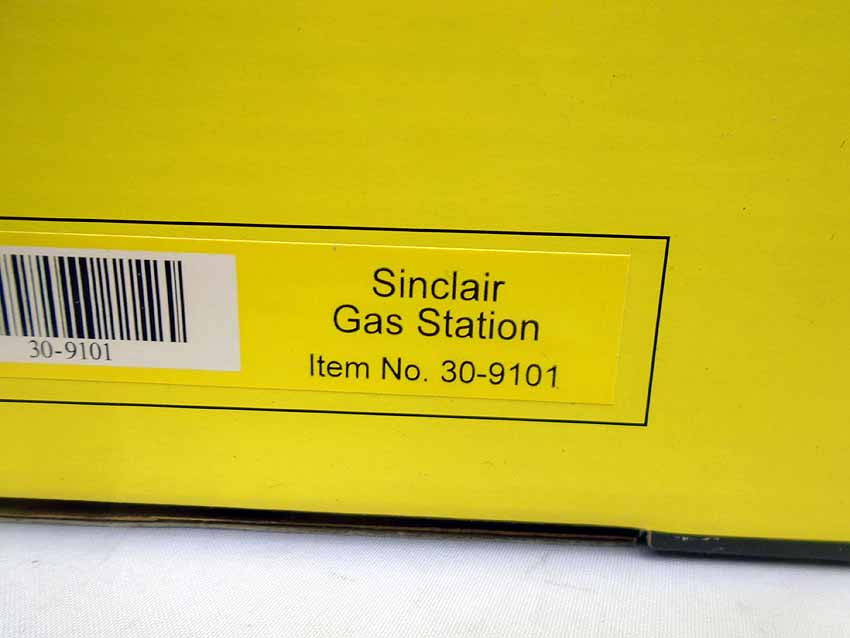 30-9101
Sinclair
Gas Station
Item No. 30-9101